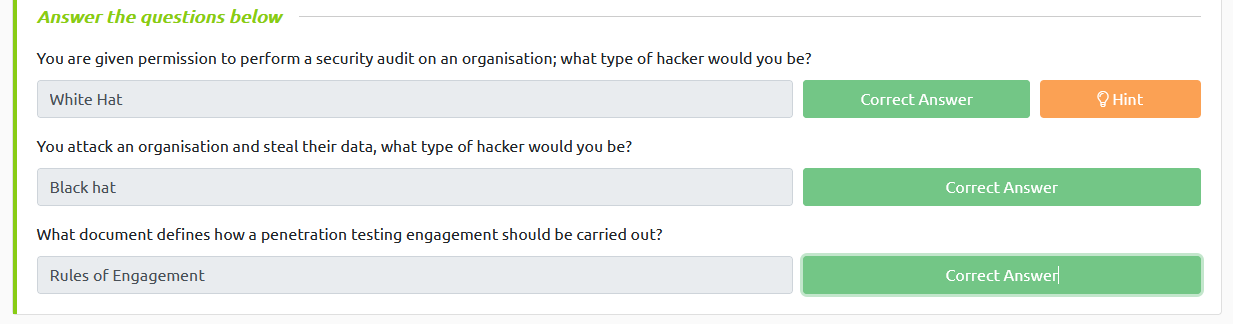 Answer the questions below
You are given permission to perform a security audit on an organisation; what type of hacker would you be?
White Hat
Correct Answer
Hint
You attack an organisation and steal their data, what type of hacker would you be?
Black hat
Correct Answer
What document defines how a penetration testing engagement should be carried out?
Rules of Engagement
Correct Answer